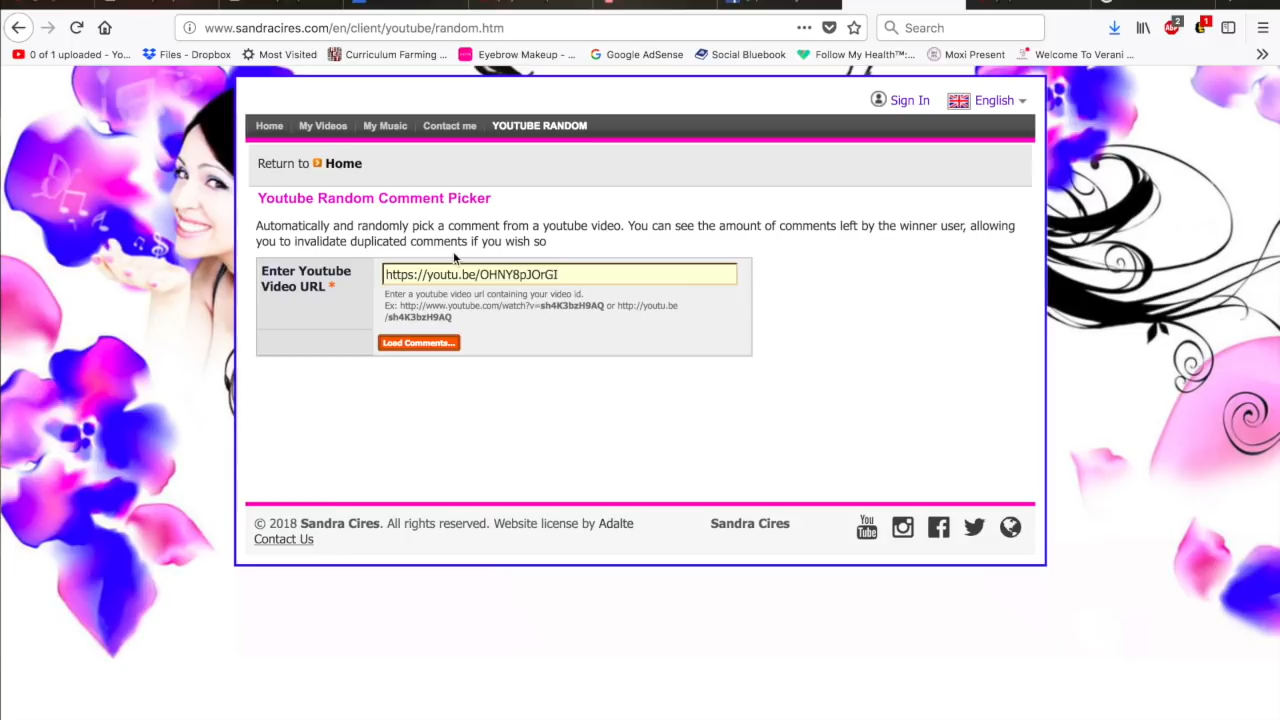 www.sandracires.com/en/client/youtube/random.htm
Search
2
1
0 of 1 uploaded - Yo...
Files - Dropbox
Most Visited
Curriculum Farming ...
Eyebrow Makeup - ...
Google AdSense
Social Bluebook
Follow My Health™:...
Moxi Present
Welcome To Verani ...
Sign In
English
Home
My Videos
My Music
Contact me
YOUTUBE RANDOM
Return to Home
Youtube Random Comment Picker
Automatically and randomly pick a comment from a youtube video. You can see the amount of comments left by the winner user, allowing
you to invalidate duplicated comments if you wish so
Enter Youtube
Video URL *
https://youtu.be/OHNY8pJOrGI
Enter a youtube video url containing your video id.
Ex: http://www.youtube.com/watch?v=sh4K3bzH9AQ or http://youtu.be
/sh4K3bzH9AQ
Load Comments...
© 2018 Sandra Cires. All rights reserved. Website license by Adalte
Contact Us
Sandra Cires
You
Tube